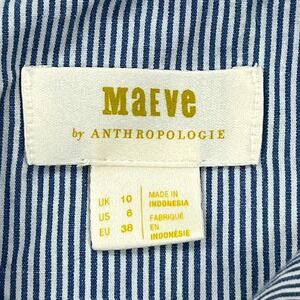 MaEve
by ANTHROPOLOGIE
UK 10
US 6
EU 38
MADE IN
INDONESIA
FABRIQUÉ
EN
INDONÉSIE